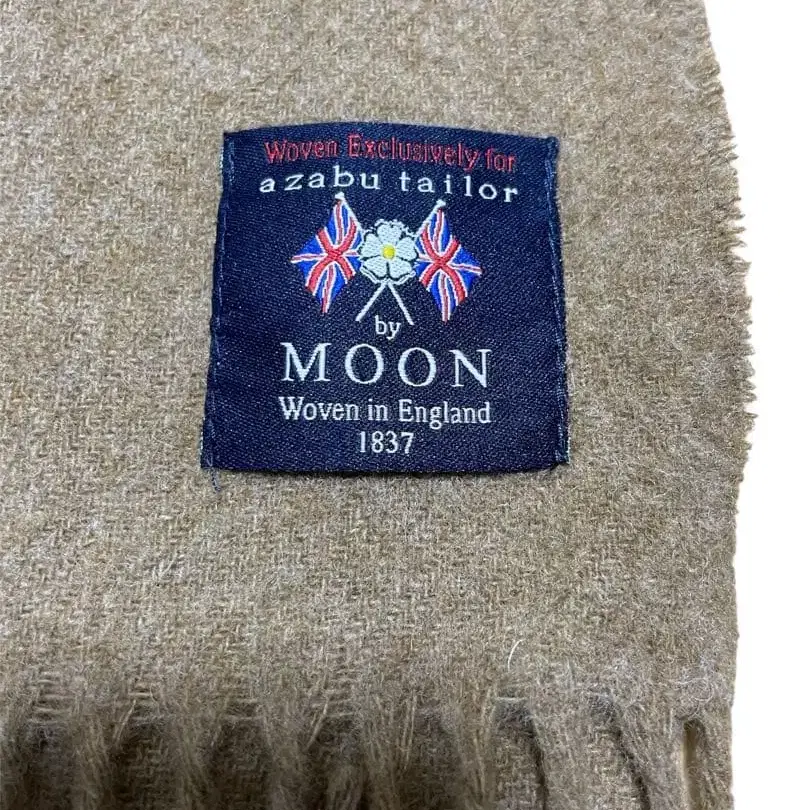 Woven Exclusively for
azabu tailor
by
MOON
Woven in England
1837